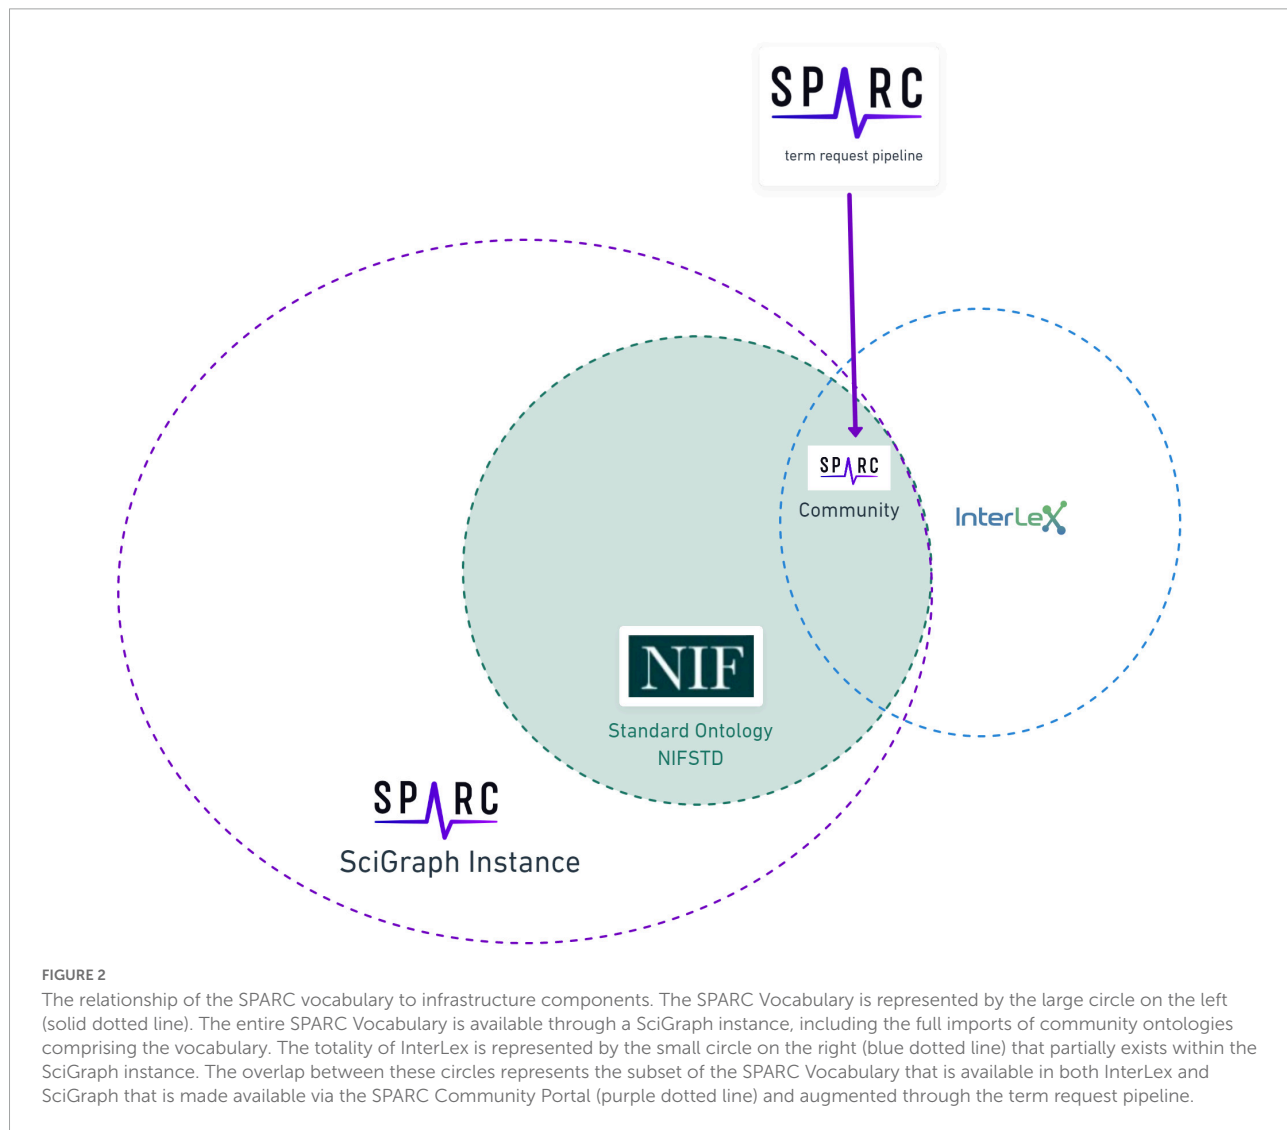 SPARC
term request pipeline
SPARC
Community
InterLeX
NIF
Standard Ontology
NIFSTD
SPARC
SciGraph Instance
FIGURE 2
The relationship of the SPARC vocabulary to infrastructure components. The SPARC Vocabulary is represented by the large circle on the left
(solid dotted line). The entire SPARC Vocabulary is available through a SciGraph instance, including the full imports of community ontologies
comprising the vocabulary. The totality of InterLex is represented by the small circle on the right (blue dotted line) that partially exists within the
SciGraph instance. The overlap between these circles represents the subset of the SPARC Vocabulary that is available in both InterLex and
SciGraph that is made available via the SPARC Community Portal (purple dotted line) and augmented through the term request pipeline.